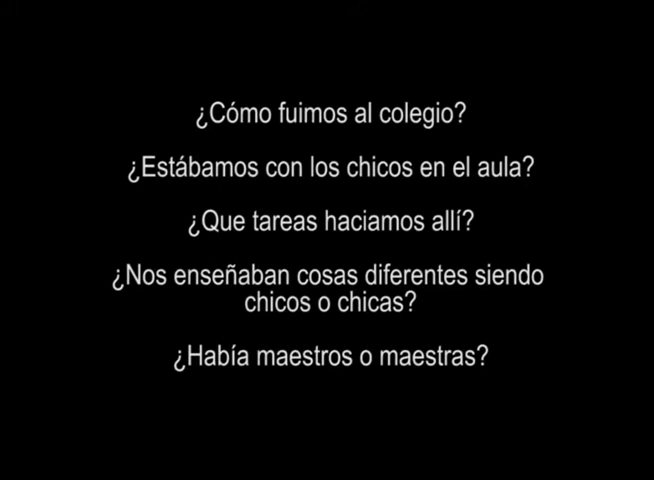 ¿Cómo fuimos al colegio?
¿Estábamos con los chicos en el aula?
¿Que tareas haciamos allí?
¿Nos enseñaban cosas diferentes siendo
chicos o chicas?
¿Había maestros o maestras?